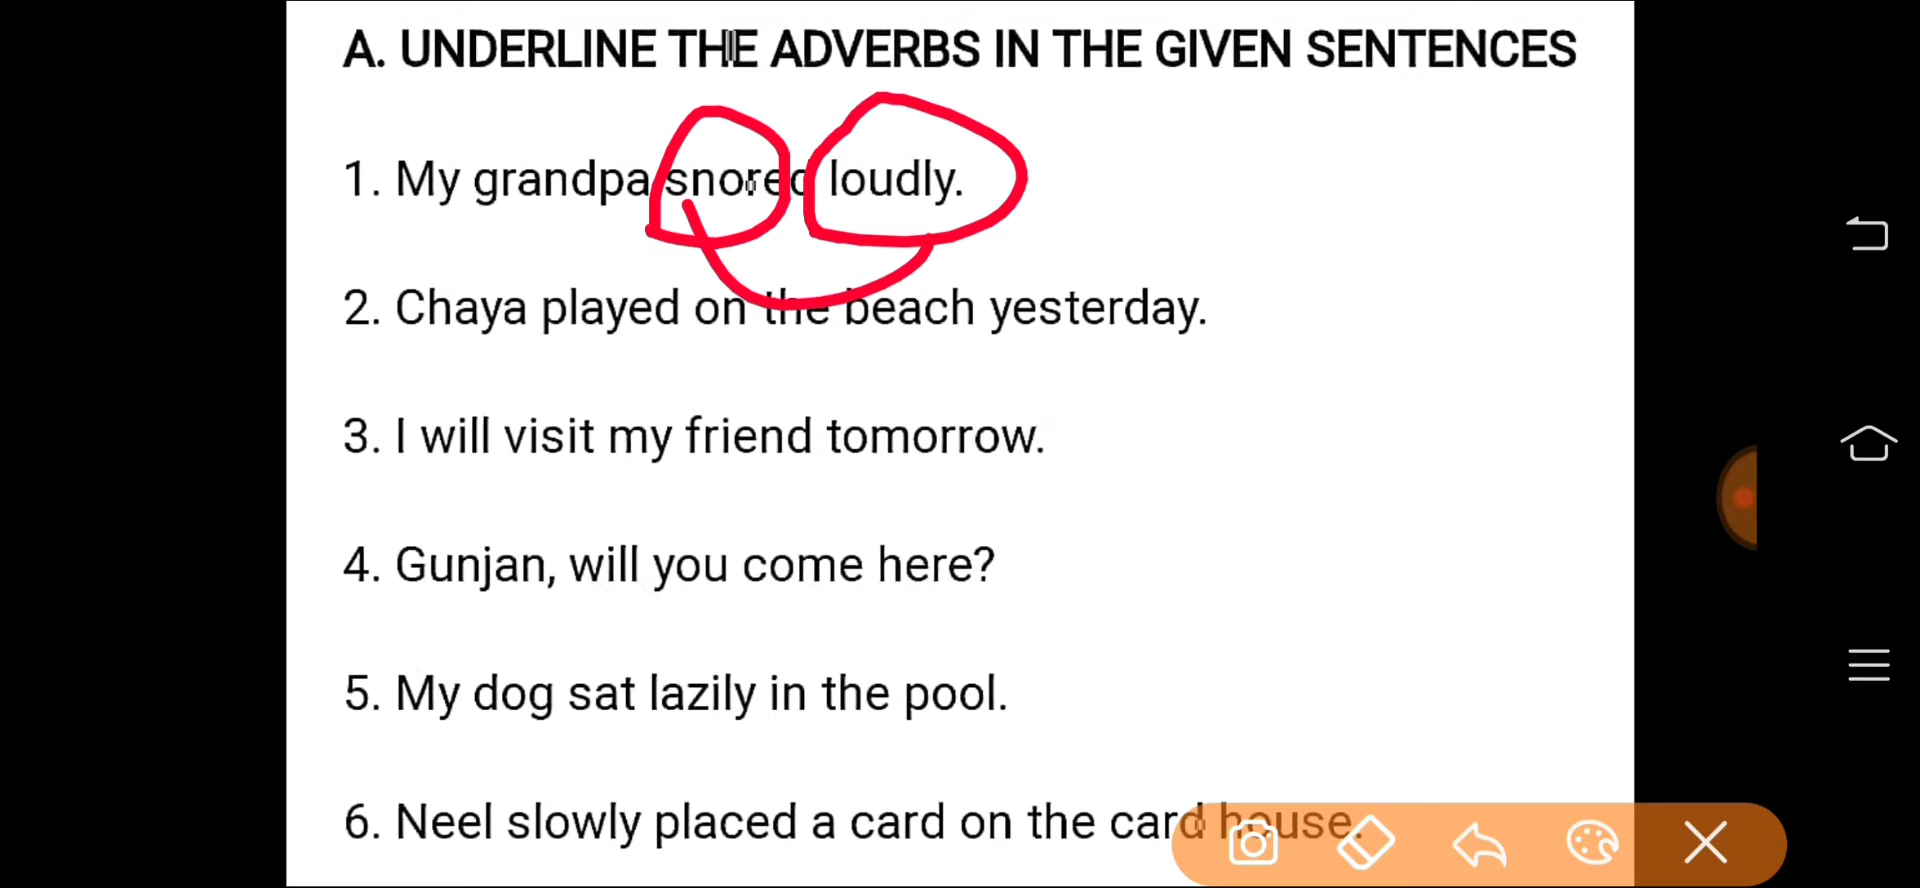 A. UNDERLINE THE ADVERBS IN THE GIVEN SENTENCES
1. My grandpa snored loudly.
2. Chaya played on the beach yesterday.
3. I will visit my friend tomorrow.
4. Gunjan, will you come here?
5. My dog sat lazily in the pool.
6. Neel slowly placed a card on the card house.